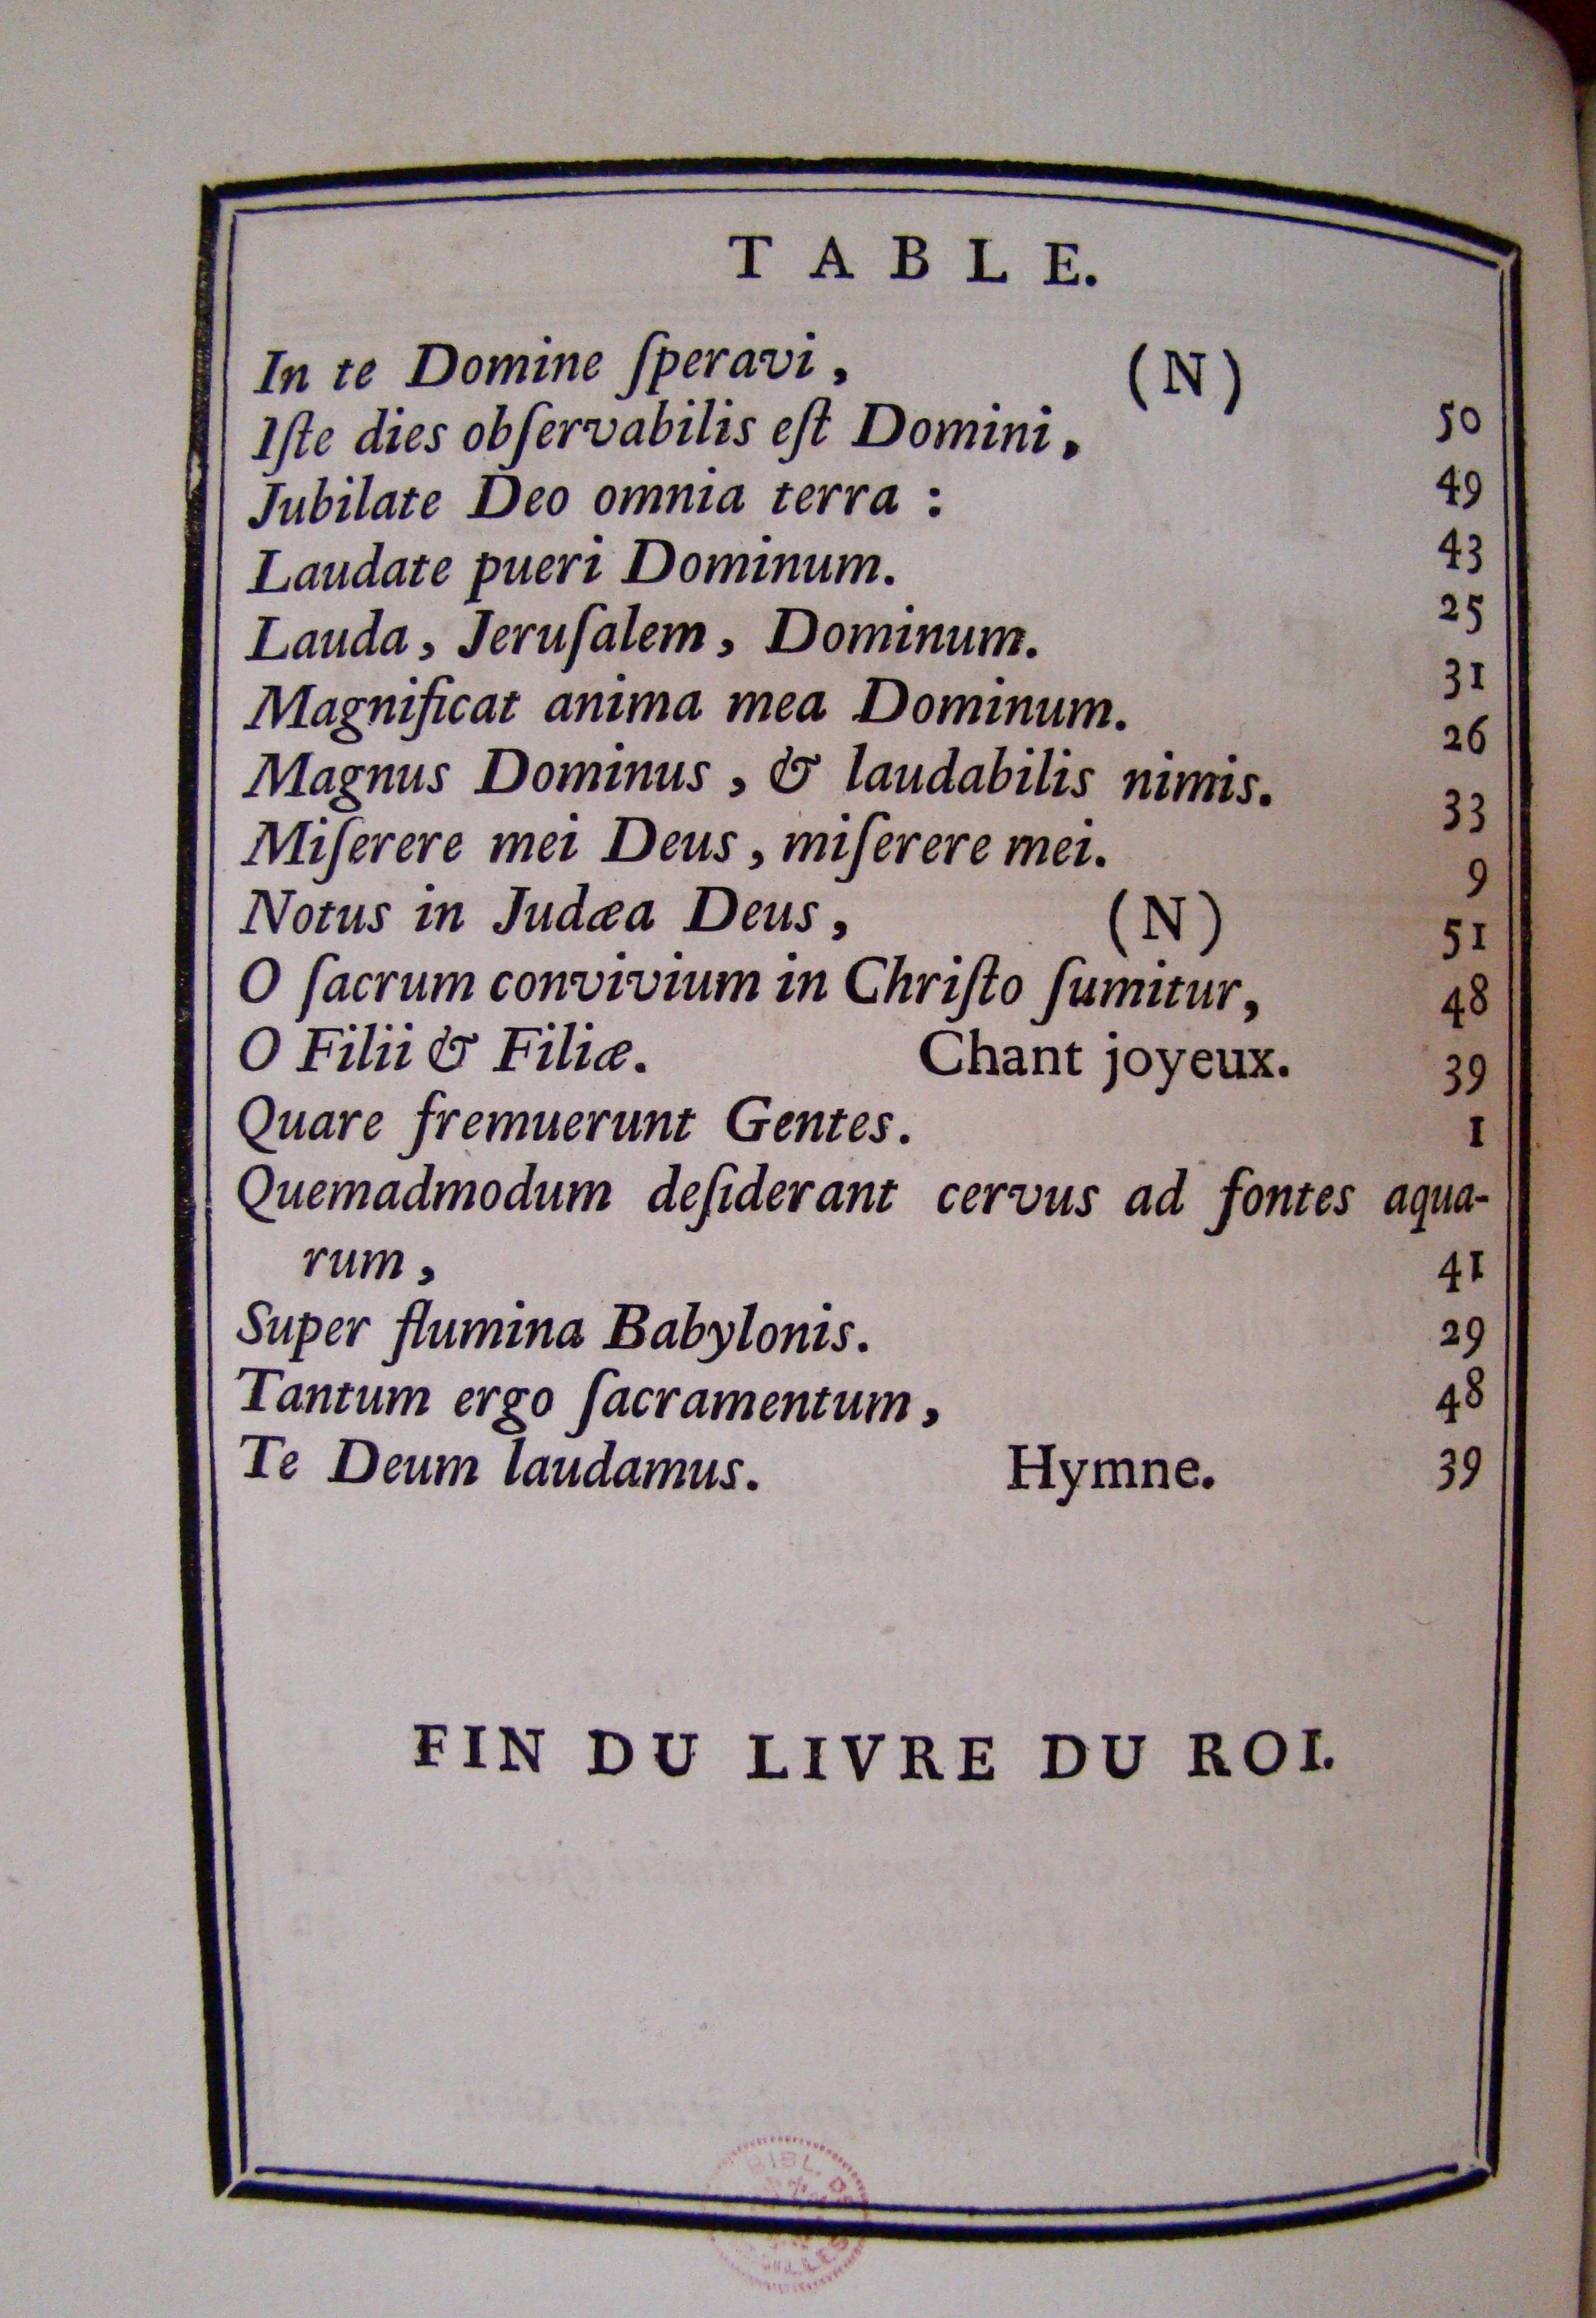 TABLE.
In te Domine ſperavi, (N) 50
Iſte dies obſervabilis eſt Domini, 49
Jubilate Deo omnia terra : 43
Laudate pueri Dominum. 25
Lauda, Jeruſalem, Dominum. 31
Magnificat anima mea Dominum. 26
Magnus Dominus, & laudabilis nimis. 33
Miſerere mei Deus, miſerere mei. 9
Notus in Judæa Deus, (N) 51
O ſacrum convivium in Chriſto ſumitur, 48
O Filii & Filiæ. Chant joyeux. 39
Quare fremuerunt Gentes. 1
Quemadmodum deſiderant cervus ad fontes aqua-
rum, 41
Super flumina Babylonis. 29
Tantum ergo ſacramentum, 48
Te Deum laudamus. Hymne. 39
FIN DU LIVRE DU ROI.
BIBL. DE